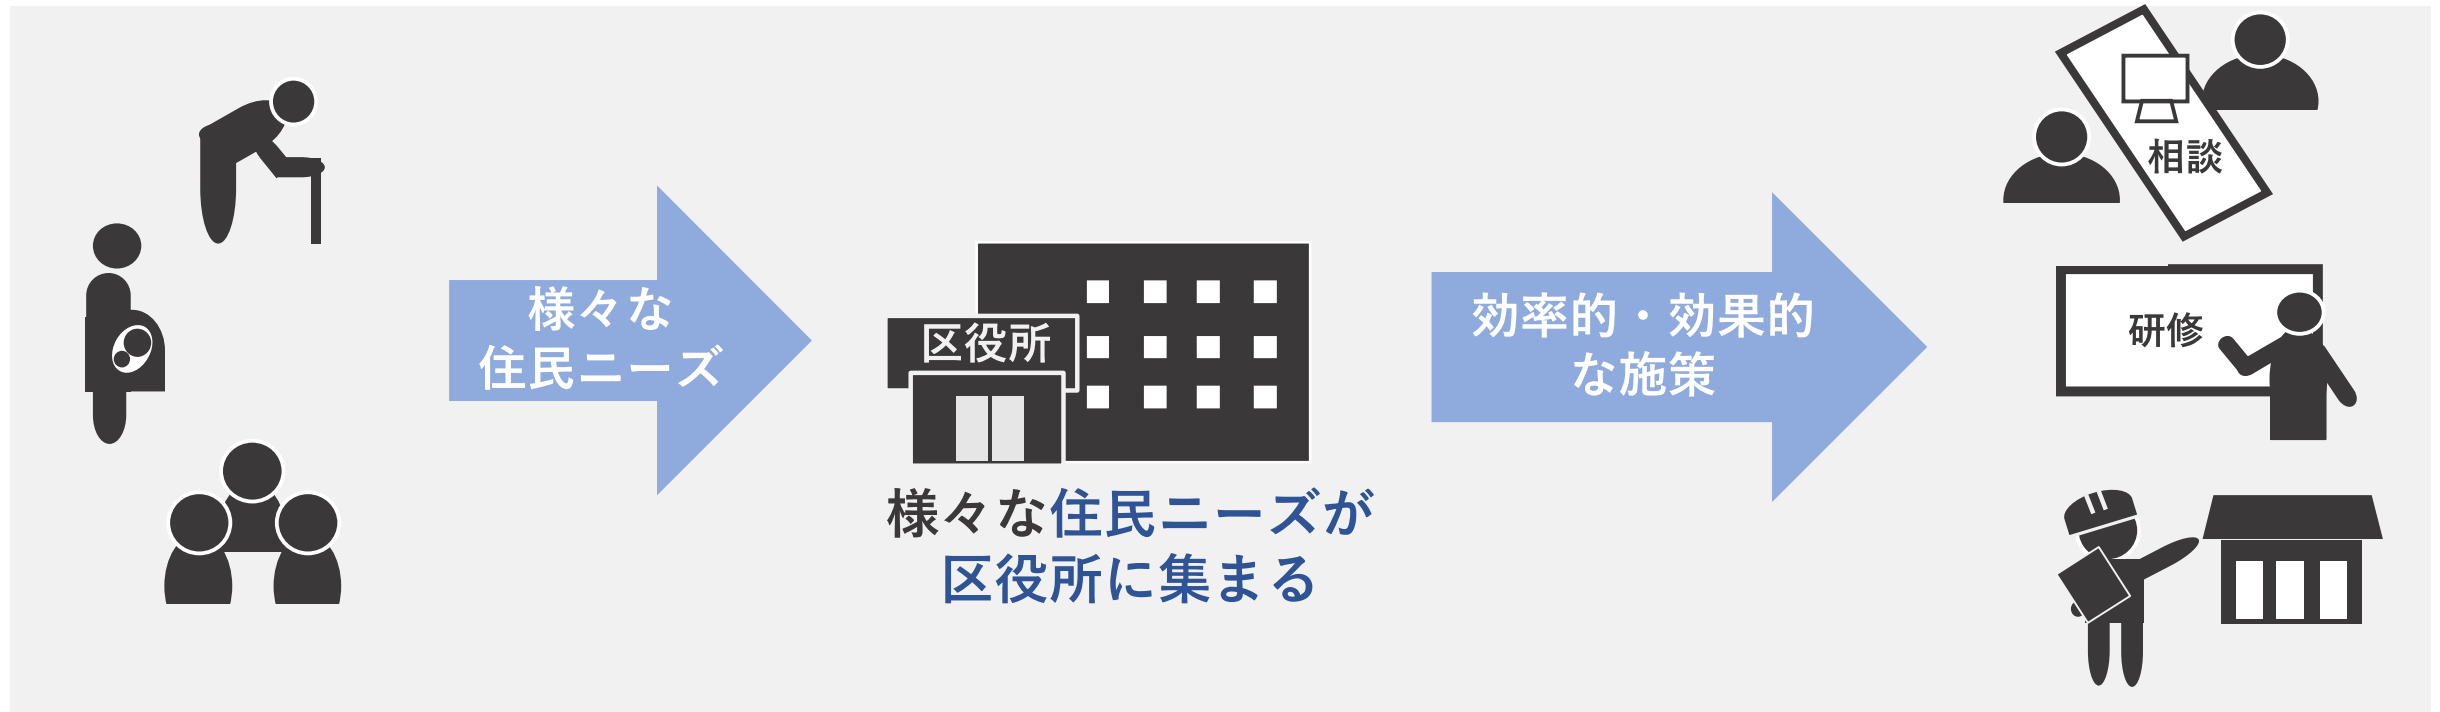 様々な
住民ニーズ
区役所
様々な住民ニーズが
区役所に集まる
効率的・効果的
な施策
相談
研修